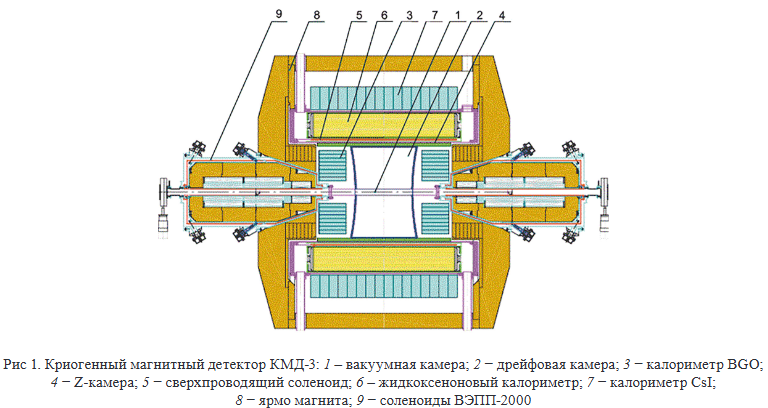 9 8 5 6 3 7 1 2 4
Рис 1. Криогенный магнитный детектор КМД-3: 1 – вакуумная камера; 2 − дрейфовая камера; 3 − калориметр BGO;
4 − Z-камера; 5 − сверхпроводящий соленоид; 6 – жидкоксеноновый калориметр; 7 − калориметр CsI;
8 − ярмо магнита; 9 − соленоиды ВЭПП-2000